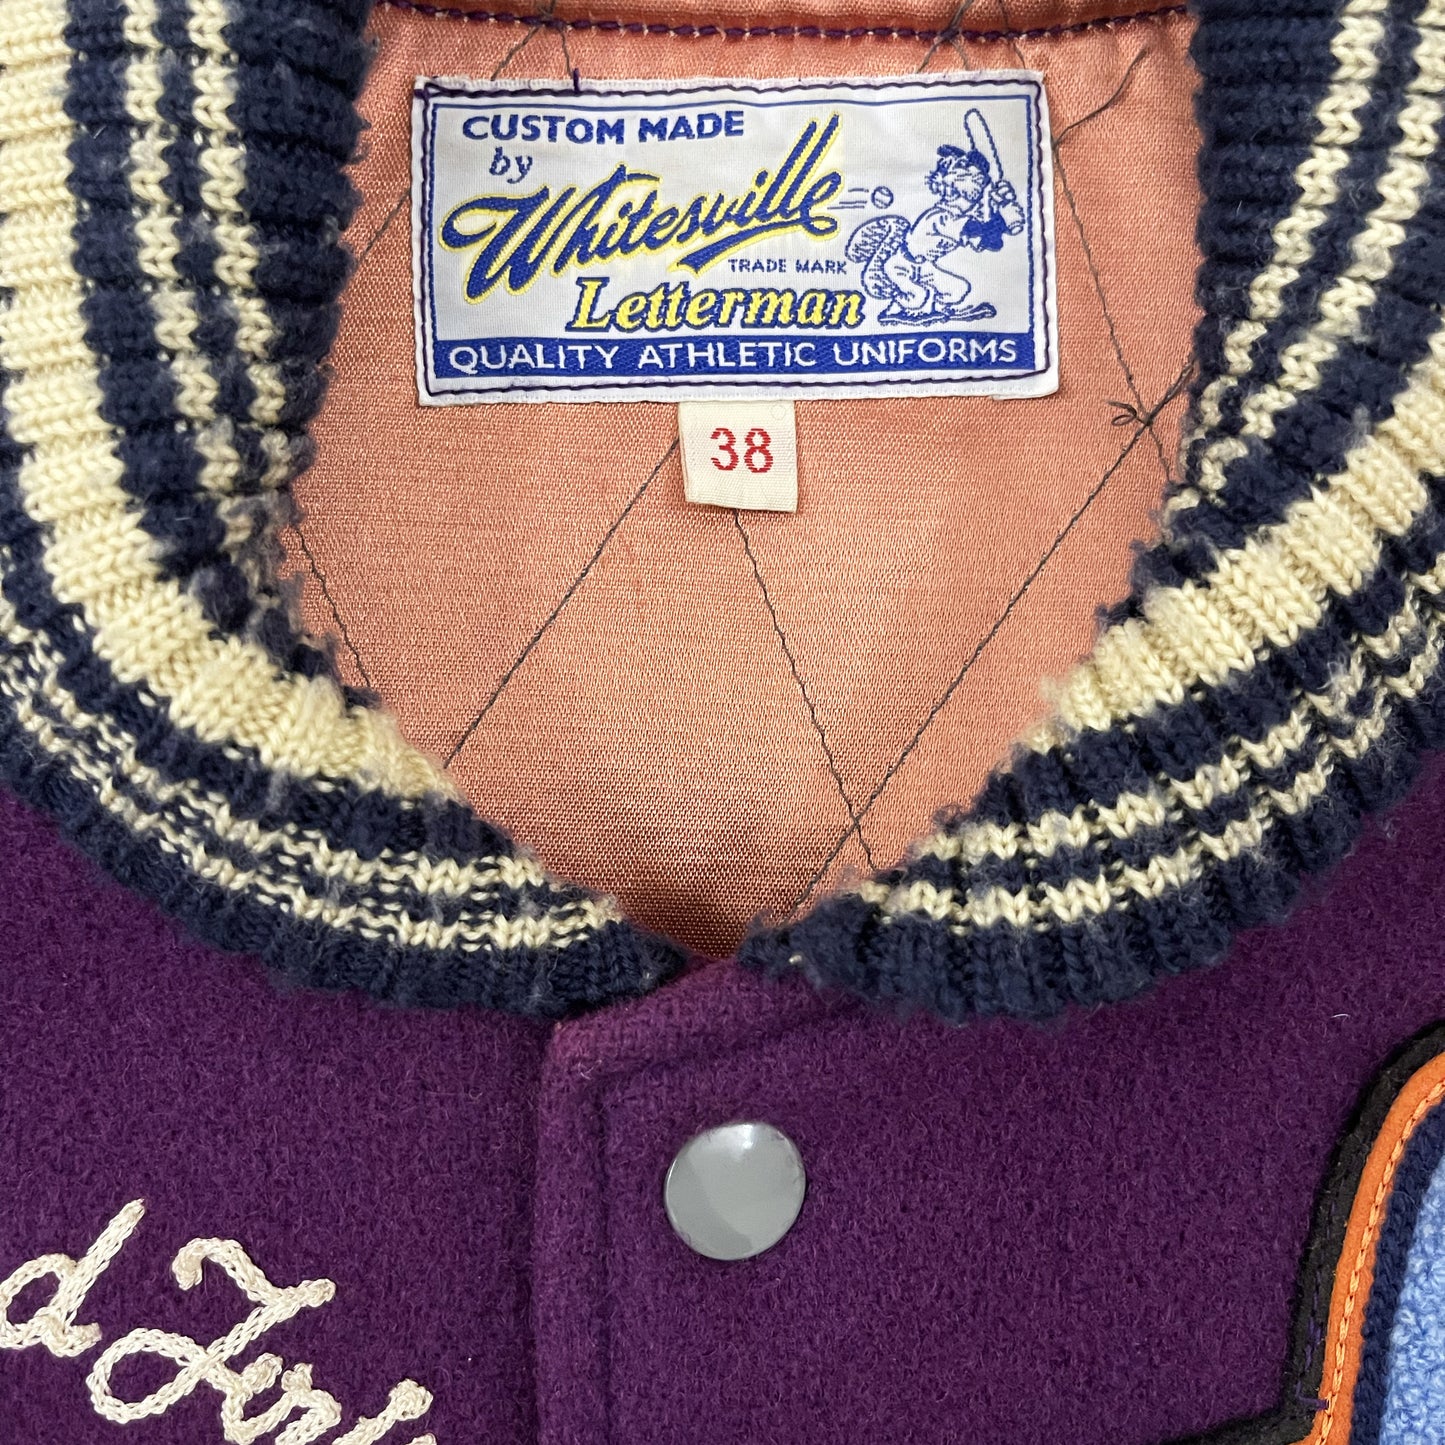 CUSTOM MADE
by
Whitesville
TRADE MARK
Letterman
QUALITY ATHLETIC UNIFORMS
38